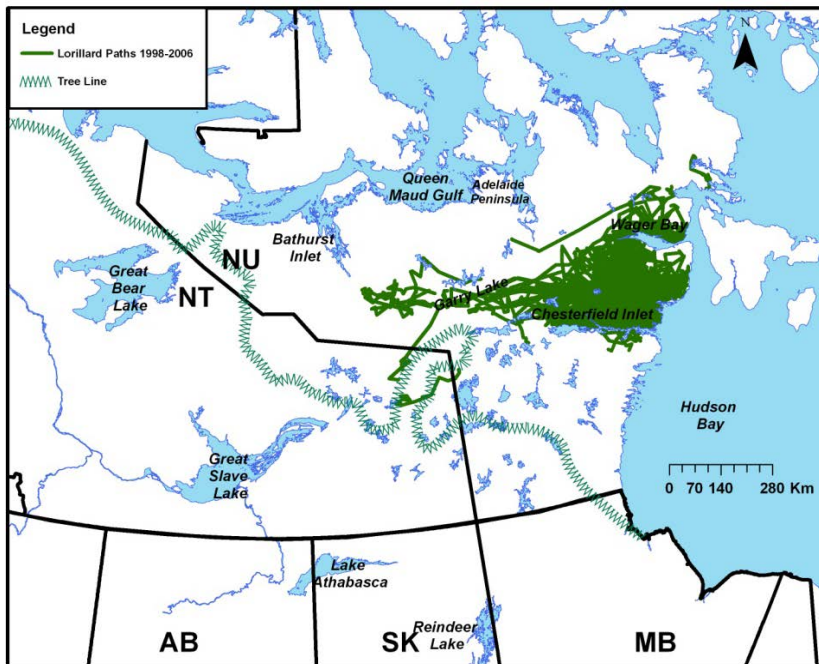 Legend
Lorillard Paths 1998-2006
Tree Line
N
Queen
Maud Gulf
Adelaide
Peninsula
Wager Bay
Bathurst
Inlet
NU
Great
Bear
Lake
NT
Garry Lake
Chesterfield Inlet
Hudson
Bay
Great
Slave
Lake
0 70 140 280 Km
Lake
Athabasca
Reindeer
Lake
AB
SK
MB